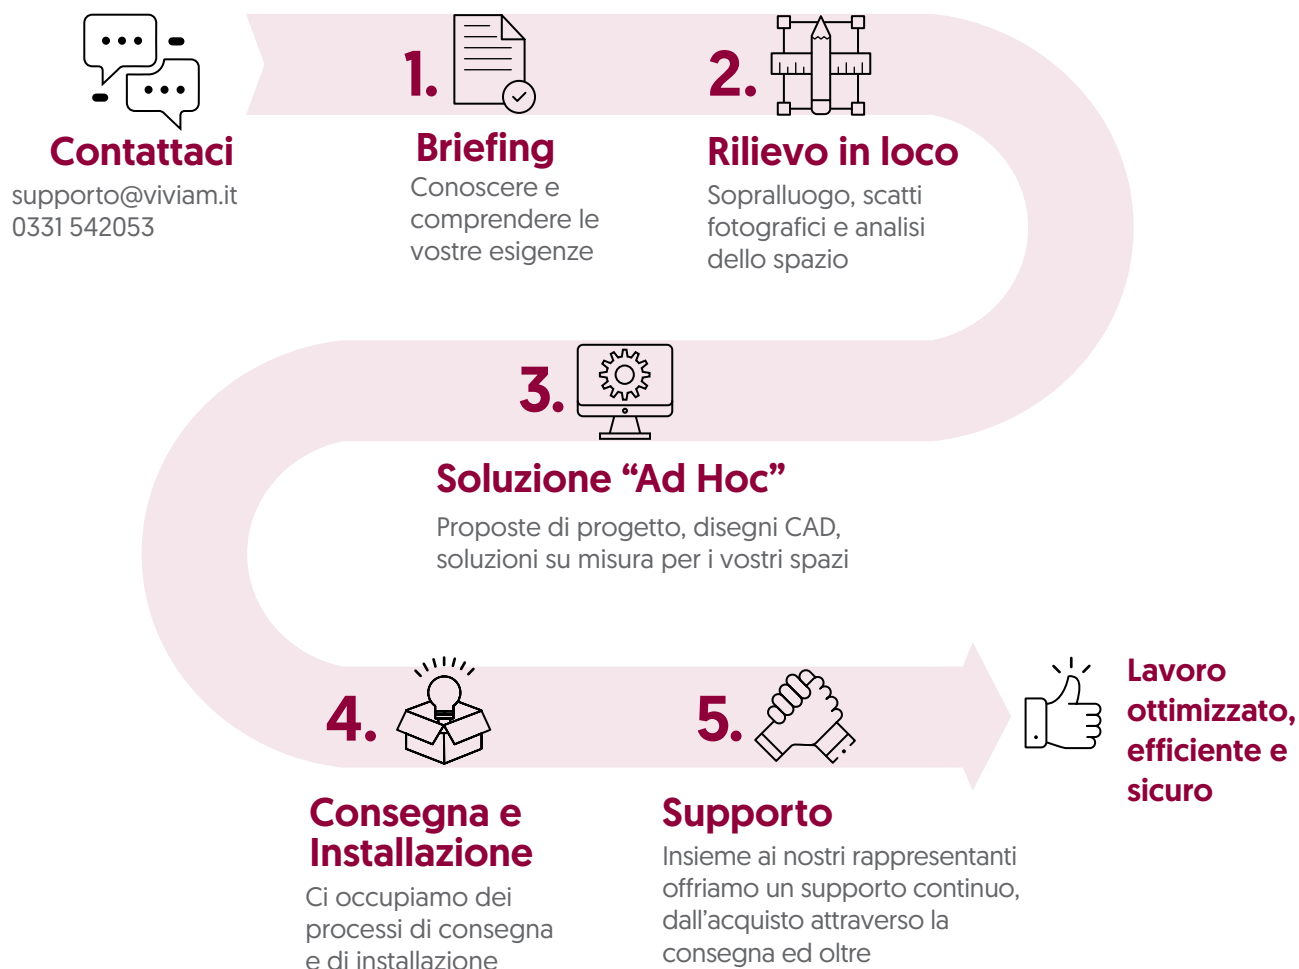 Contattaci
supporto@viviam.it
0331 542053
1.
Briefing
Conoscere e
comprendere le
vostre esigenze
2.
Rilievo in loco
Sopralluogo, scatti
fotografici e analisi
dello spazio
3.
Soluzione “Ad Hoc”
Proposte di progetto, disegni CAD,
soluzioni su misura per i vostri spazi
4.
Consegna e
Installazione
Ci occupiamo dei
processi di consegna
e di installazione
5.
Supporto
Insieme ai nostri rappresentanti
offriamo un supporto continuo,
dall’acquisto attraverso la
consegna ed oltre
Lavoro
ottimizzato,
efficiente e
sicuro